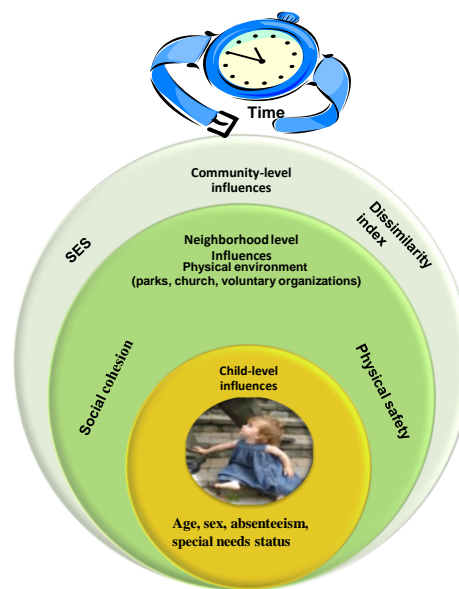 Time
Community-level
influences
SES
Dissimilarity
index
Neighborhood level
Influences
Physical environment
(parks, church, voluntary organizations)
Social cohesion
Physical safety
Child-level
influences
Age, sex, absenteeism,
special needs status